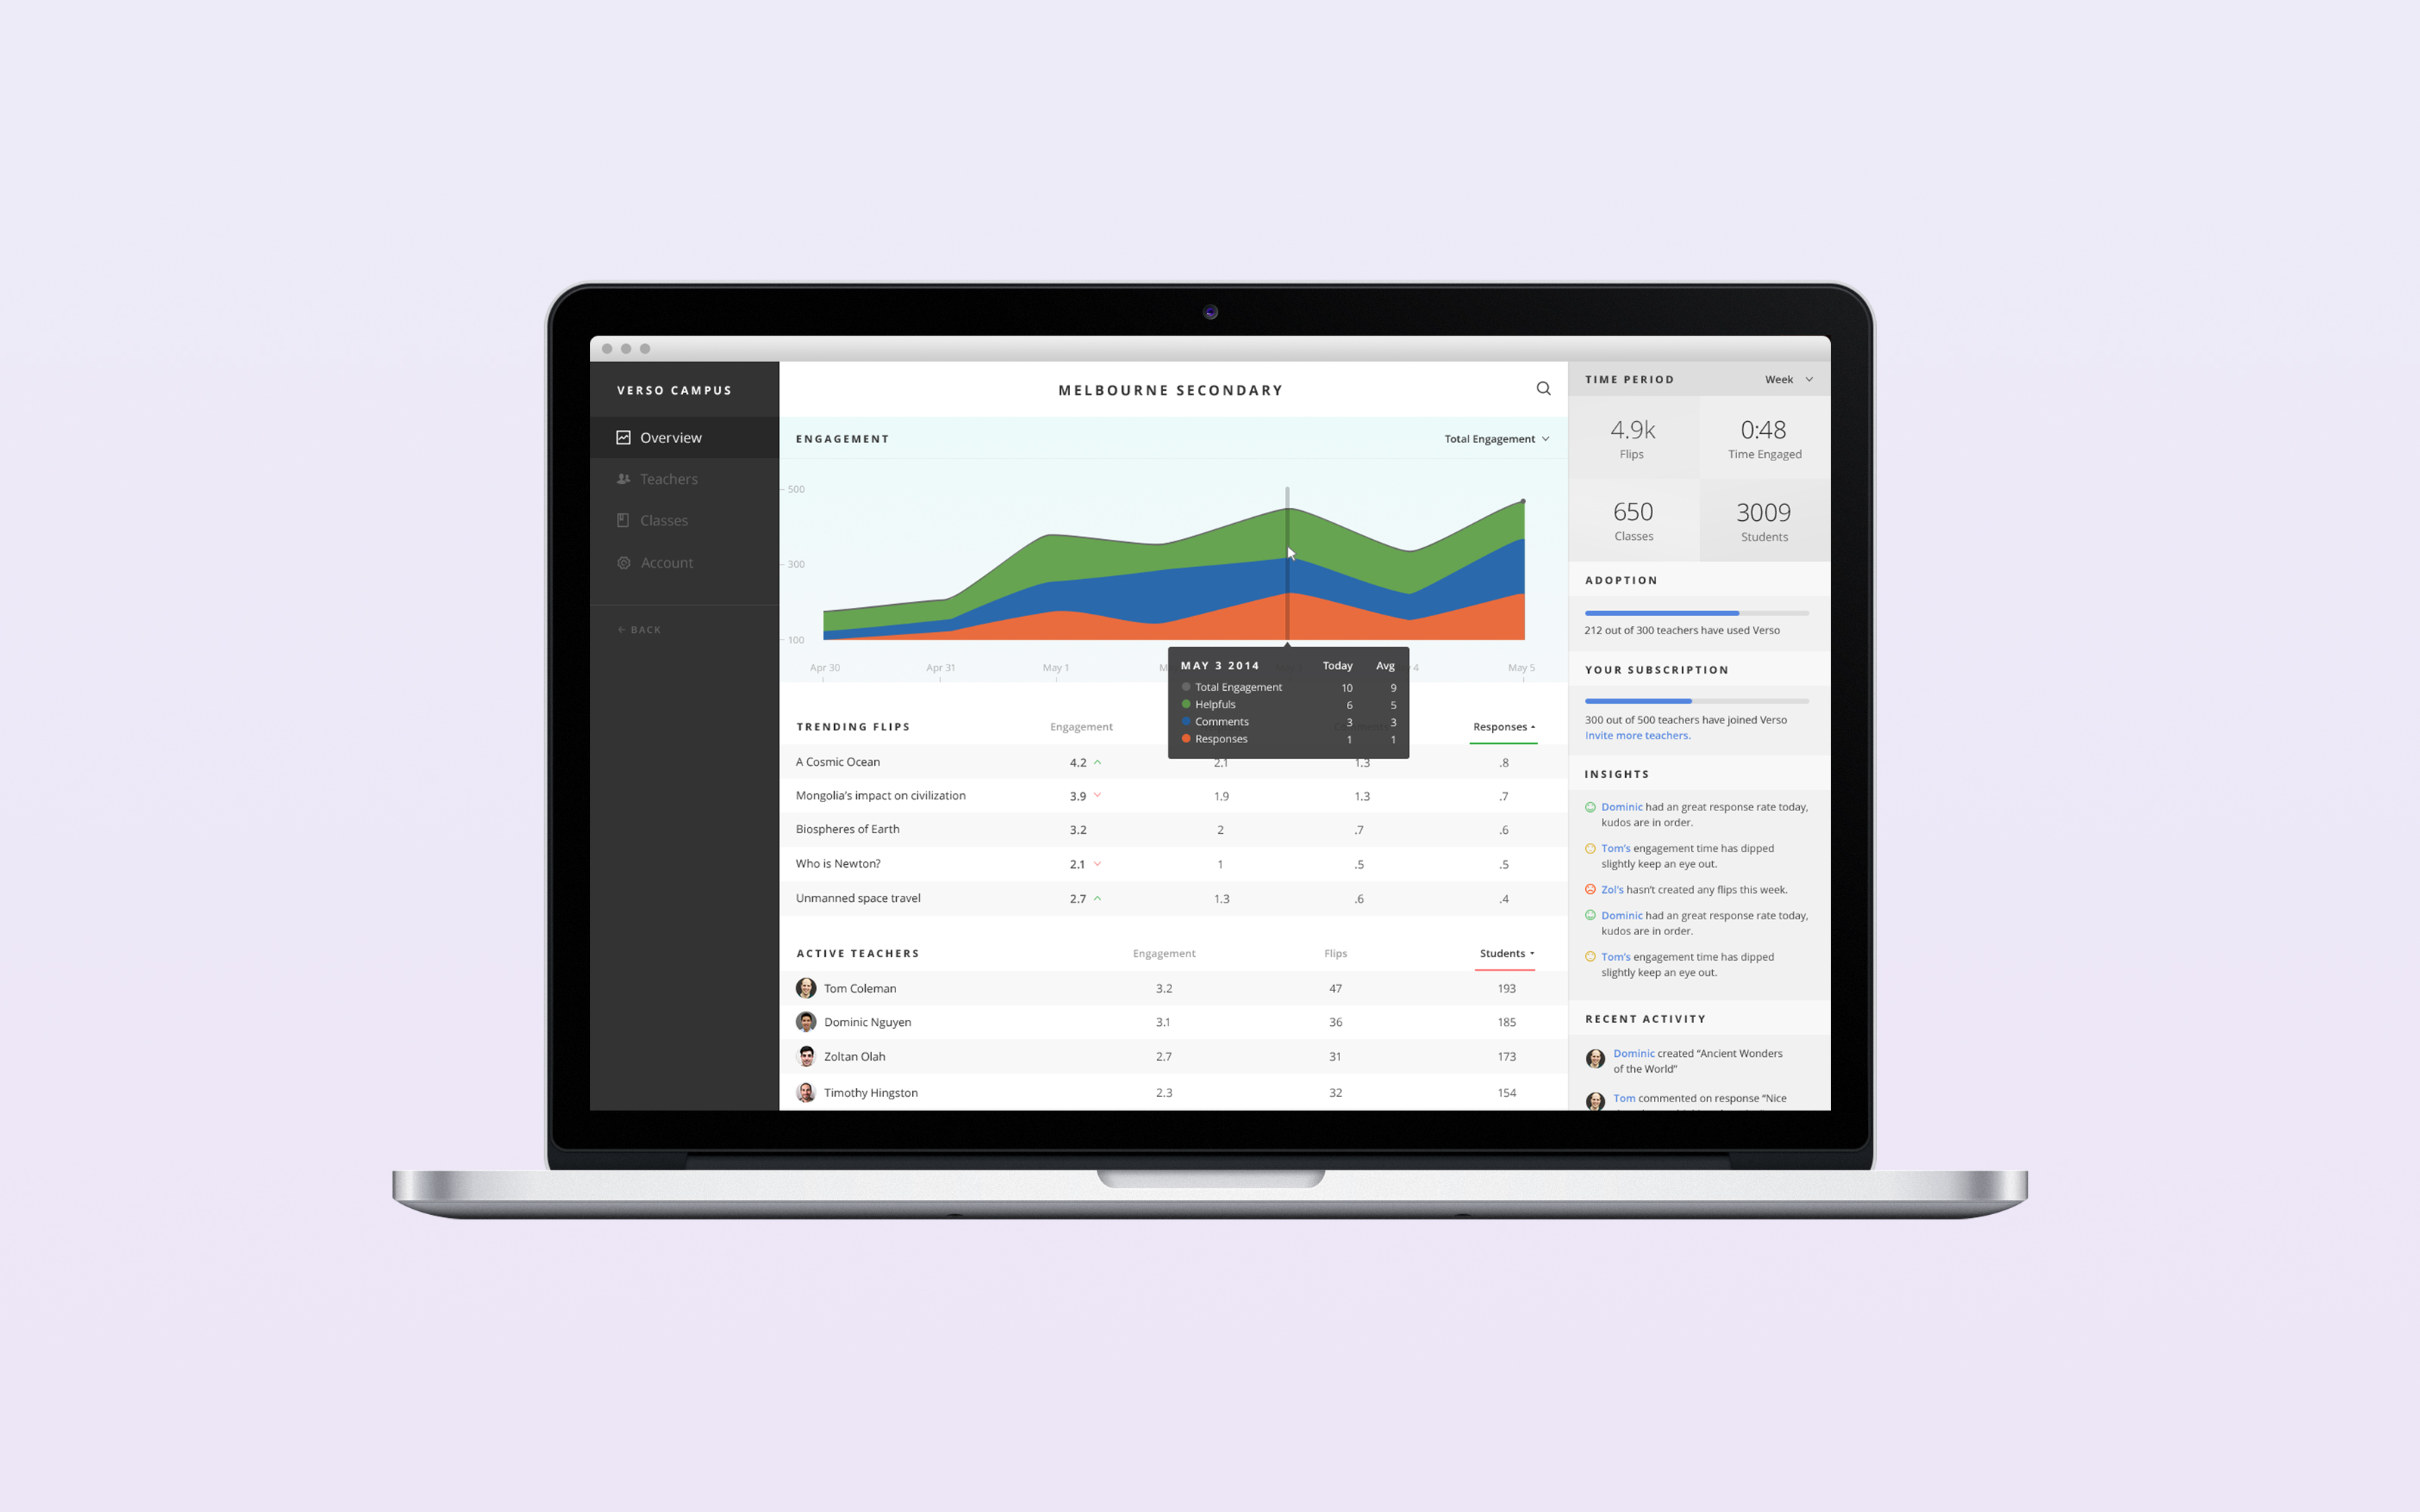 VERSO CAMPUS
Overview
Teachers
Classes
Account
← BACK
MELBOURNE SECONDARY
ENGAGEMENT
Total Engagement
500
300
100
Apr 30
Apr 31
May 1
4
May 5
MAY 3 2014 Today Avg
Total Engagement 10 9
Helpfuls 6 5
Comments 3 3
Responses 1 1
TRENDING FLIPS Engagement Responses
A Cosmic Ocean 4.2 2.1 1.3 .8
Mongolia’s impact on civilization 3.9 1.9 1.3 .7
Biospheres of Earth 3.2 2 .7 .6
Who is Newton? 2.1 1 .5 .5
Unmanned space travel 2.7 1.3 .6 .4
ACTIVE TEACHERS Engagement Flips Students
Tom Coleman 3.2 47 193
Dominic Nguyen 3.1 36 185
Zoltan Olah 2.7 31 173
Timothy Hingston 2.3 32 154
TIME PERIOD Week
4.9k
Flips
0:48
Time Engaged
650
Classes
3009
Students
ADOPTION
212 out of 300 teachers have used Verso
YOUR SUBSCRIPTION
300 out of 500 teachers have joined Verso
Invite more teachers.
INSIGHTS
Dominic had an great response rate today,
kudos are in order.
Tom’s engagement time has dipped
slightly keep an eye out.
Zol’s hasn’t created any flips this week.
Dominic had an great response rate today,
kudos are in order.
Tom’s engagement time has dipped
slightly keep an eye out.
RECENT ACTIVITY
Dominic created “Ancient Wonders
of the World”
Tom commented on response “Nice